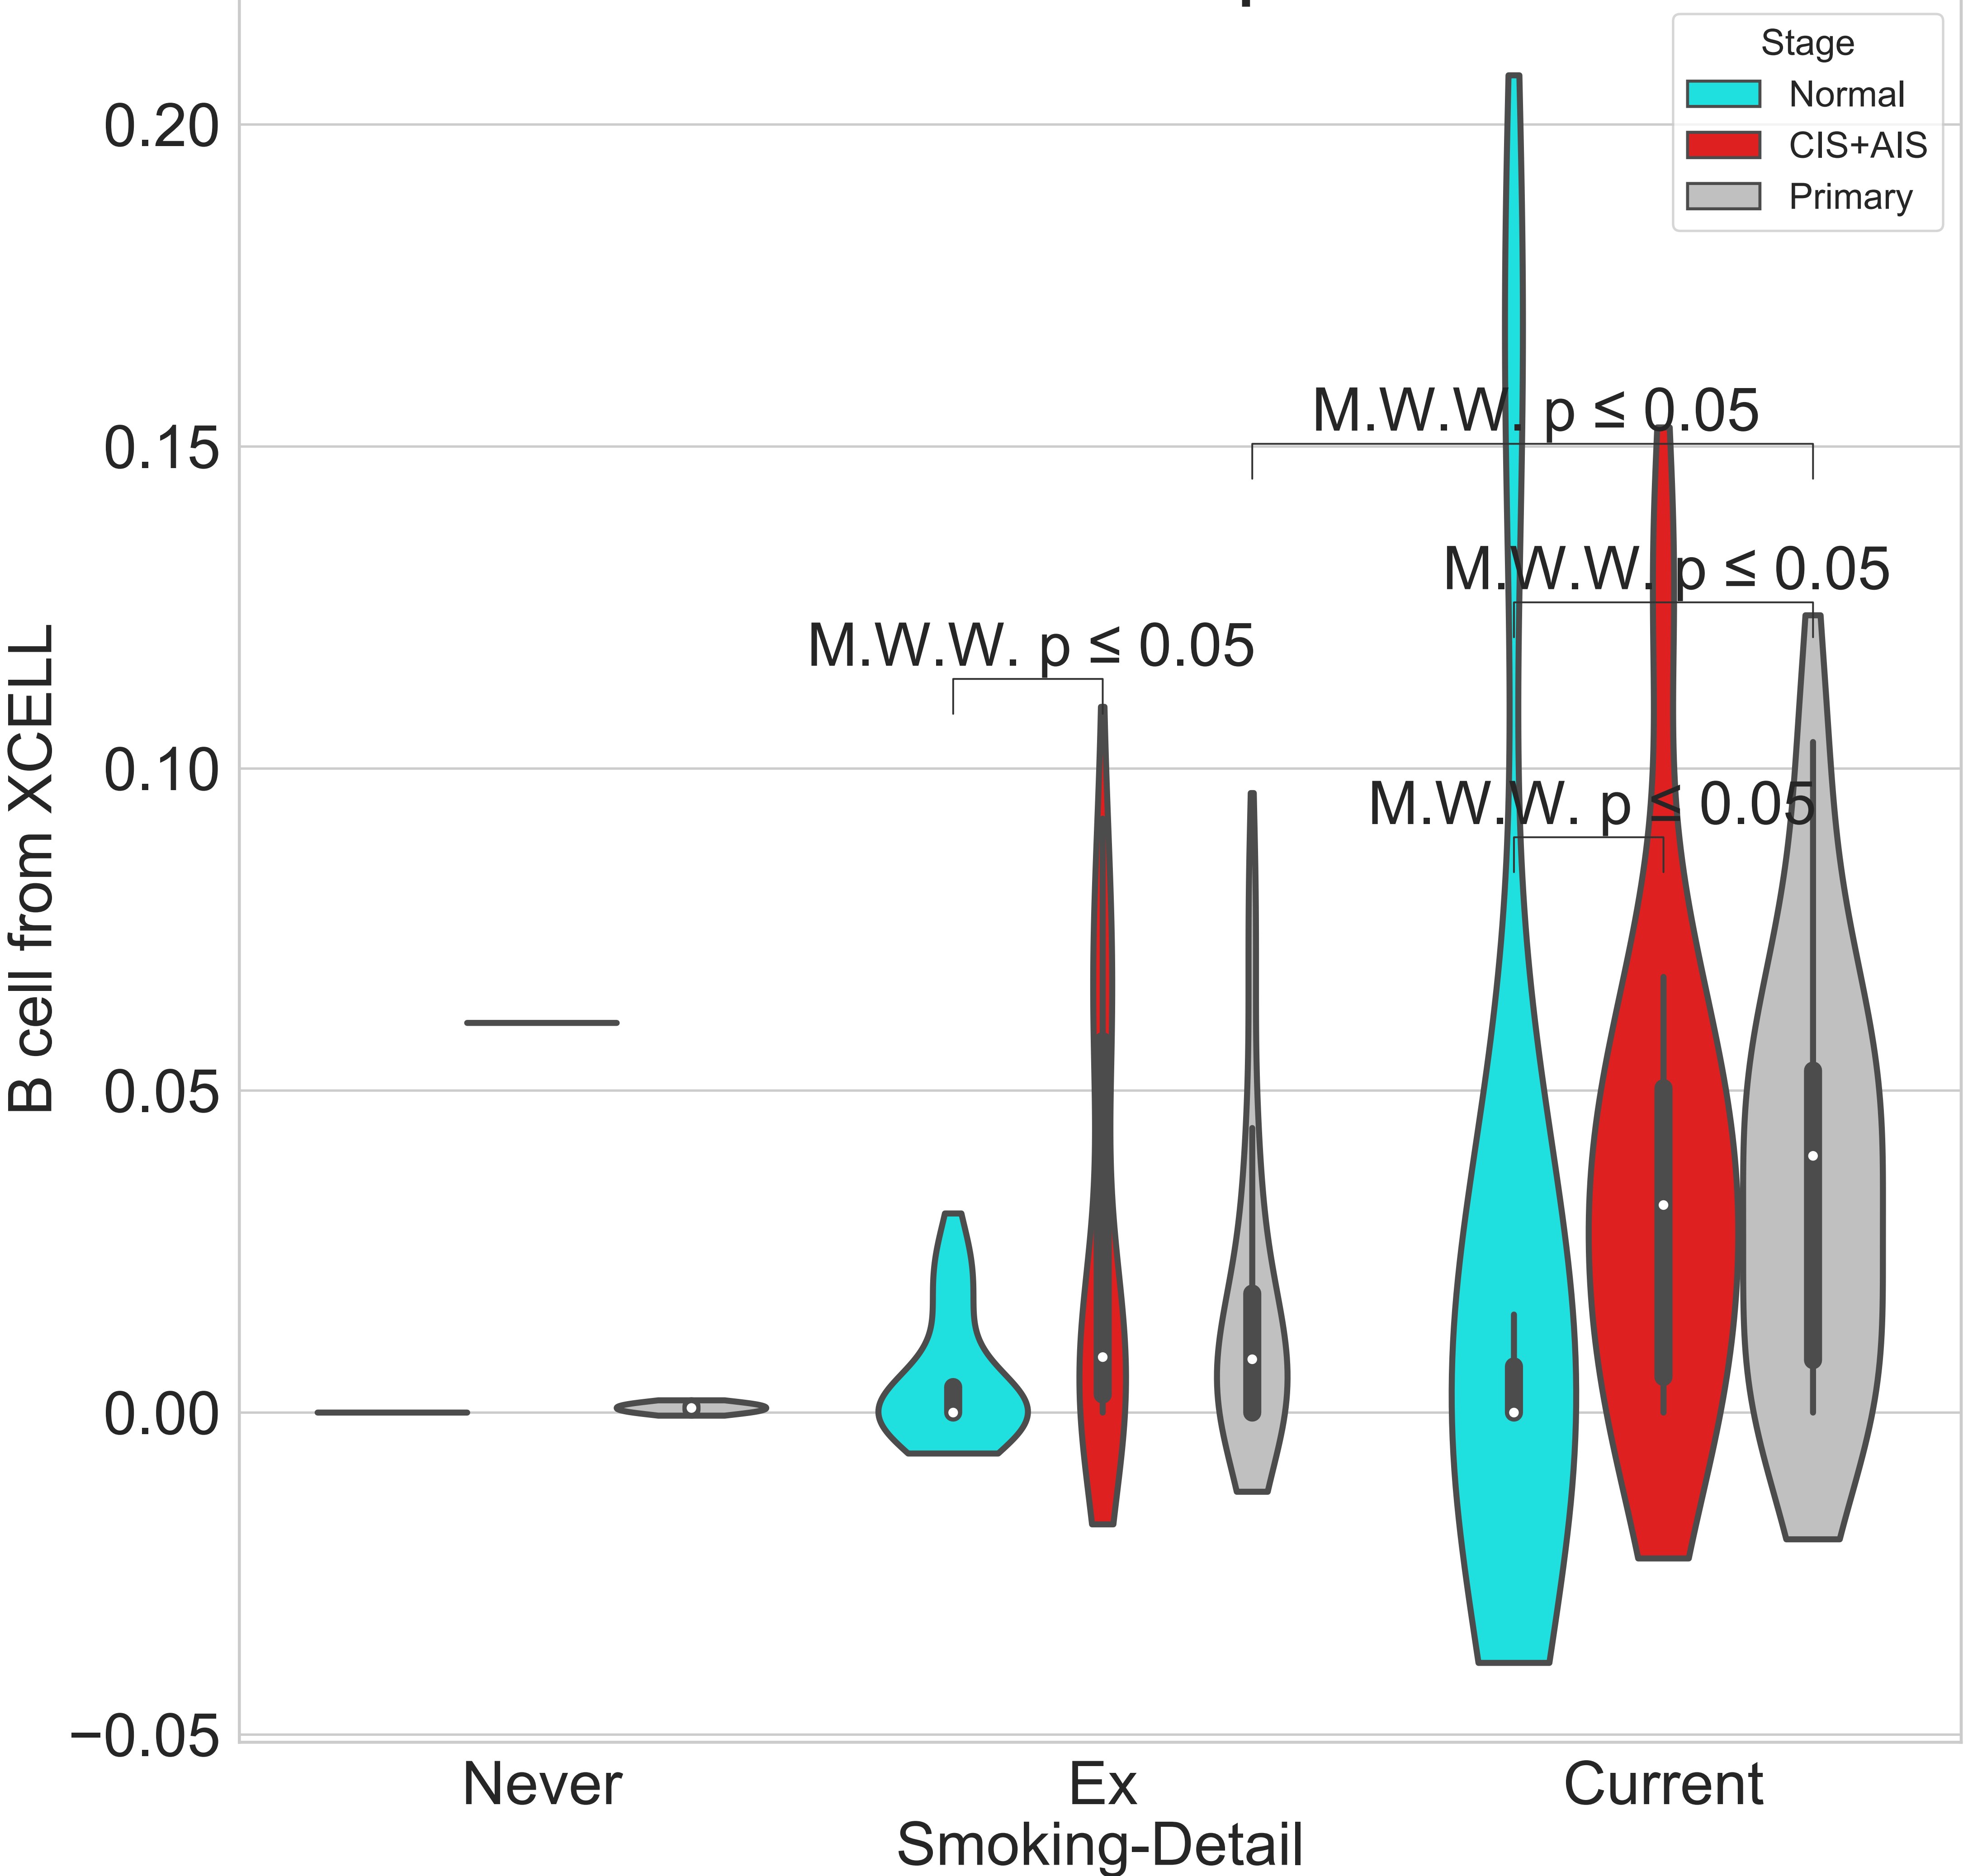 Stage
Normal
CIS+AIS
Primary
0.20
0.15
0.10
0.05
0.00
−0.05
B cell from XCELL
M.W.W. p ≤ 0.05
M.W.W. p ≤ 0.05
M.W.W. p ≤ 0.05
M.W.W. p ≤ 0.05
Never
Ex
Current
Smoking-Detail